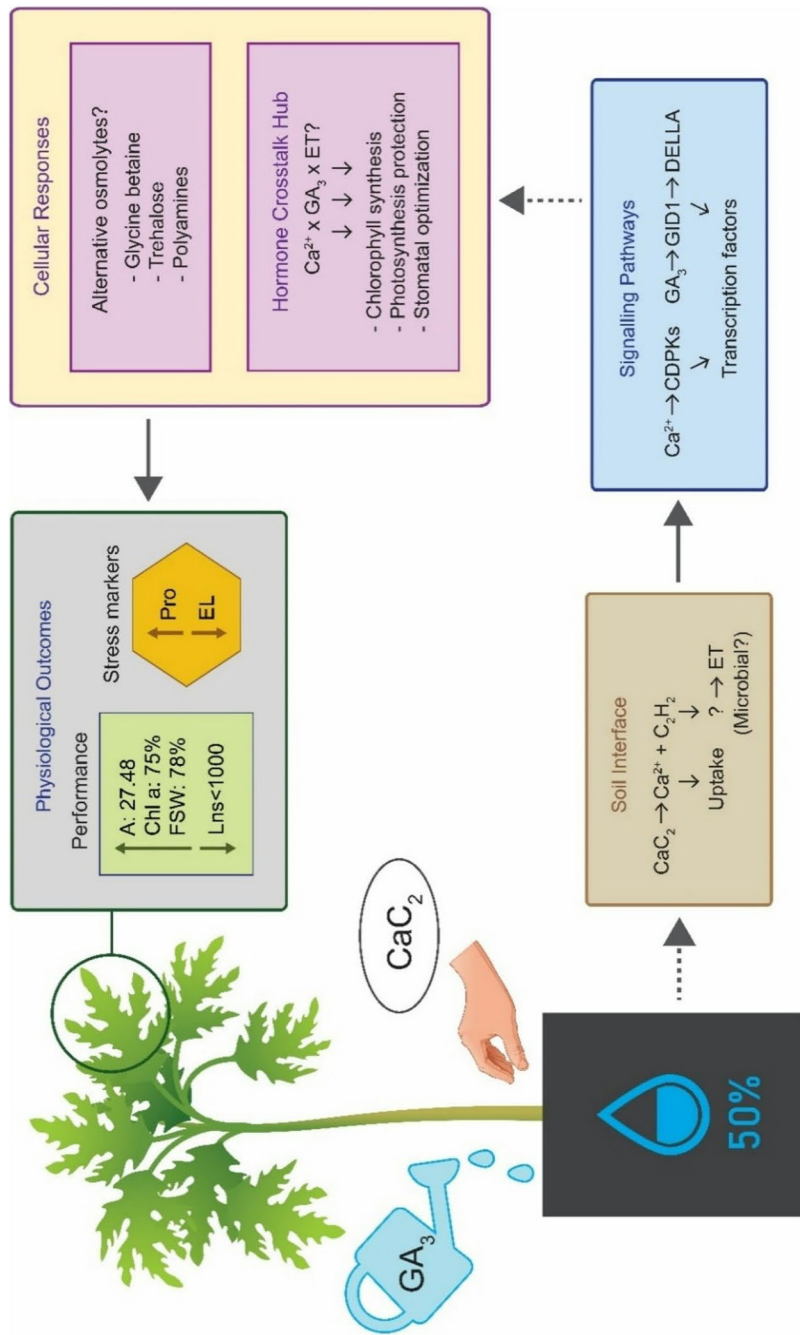 Physiological Outcomes
Performance
A: 27.48
Chl a: 75%
FSW: 78%
Lns<1000
Stress markers
Pro
EL
Cellular Responses
Alternative osmolytes?
- Glycine betaine
- Trehalose
- Polyamines
Hormone Crosstalk Hub
Ca²⁺ x GA₃ x ET?
↓ ↓ ↓
- Chlorophyll synthesis
- Photosynthesis protection
- Stomatal optimization
GA₃
CaC₂
50%
Soil Interface
CaC₂ → Ca²⁺ + C₂H₂
↓ ↓
Uptake ? → ET
(Microbial?)
Signalling Pathways
Ca²⁺→CDPKs GA₃→GID1→DELLA
↘ ↙
Transcription factors